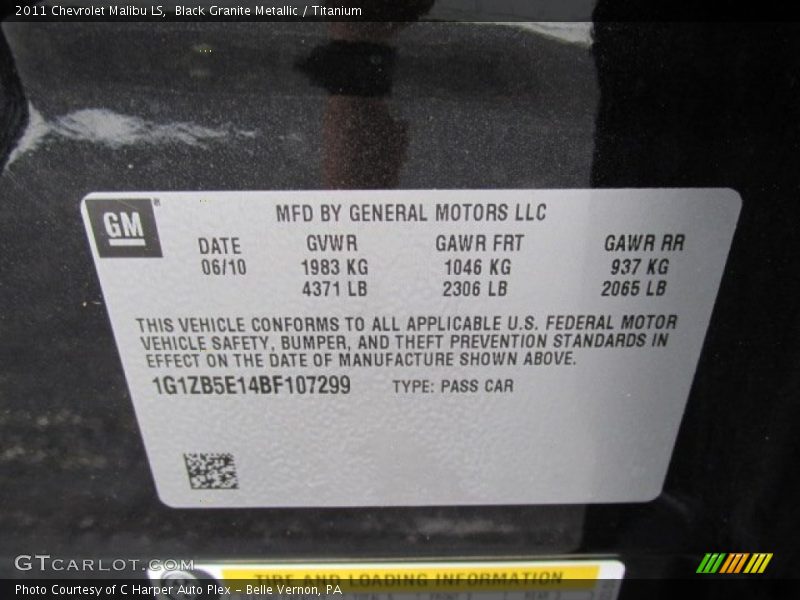 2011 Chevrolet Malibu LS, Black Granite Metallic / Titanium
GM
MFD BY GENERAL MOTORS LLC
DATE GVWR GAWR FRT GAWR RR
06/10 1983 KG 1046 KG 937 KG
4371 LB 2306 LB 2065 LB
THIS VEHICLE CONFORMS TO ALL APPLICABLE U.S. FEDERAL MOTOR
VEHICLE SAFETY, BUMPER, AND THEFT PREVENTION STANDARDS IN
EFFECT ON THE DATE OF MANUFACTURE SHOWN ABOVE.
1G1ZB5E14BF107299 TYPE: PASS CAR
GTCARLOT.COM
TIRE AND LOADING INFORMATION
Photo Courtesy of C Harper Auto Plex – Belle Vernon, PA